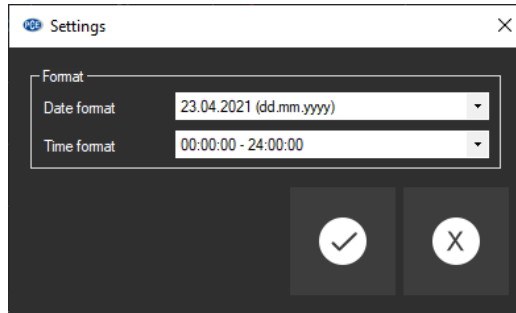 PCE Settings
Format
Date format 23.04.2021 (dd.mm.yyyy)
Time format 00:00:00 - 24:00:00
X